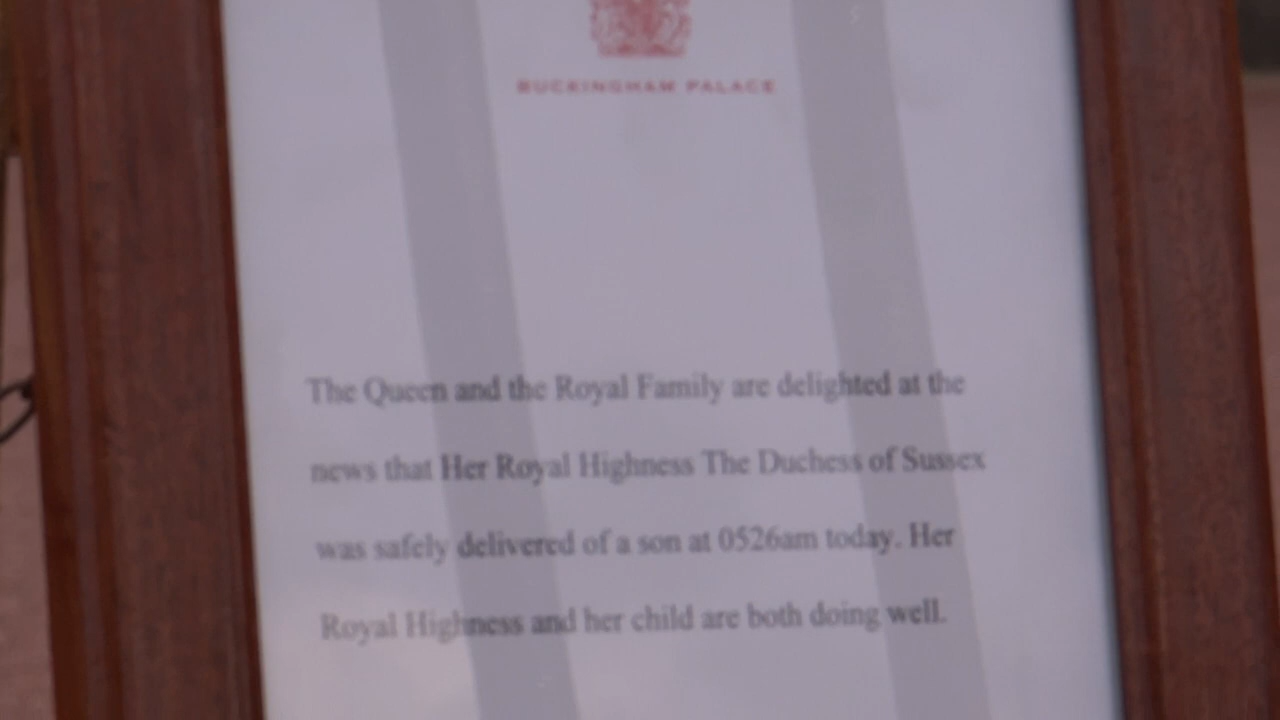 BUCKINGHAM PALACE
The Queen and the Royal Family are delighted at the
news that Her Royal Highness The Duchess of Sussex
was safely delivered of a son at 0526am today. Her
Royal Highness and her child are both doing well.